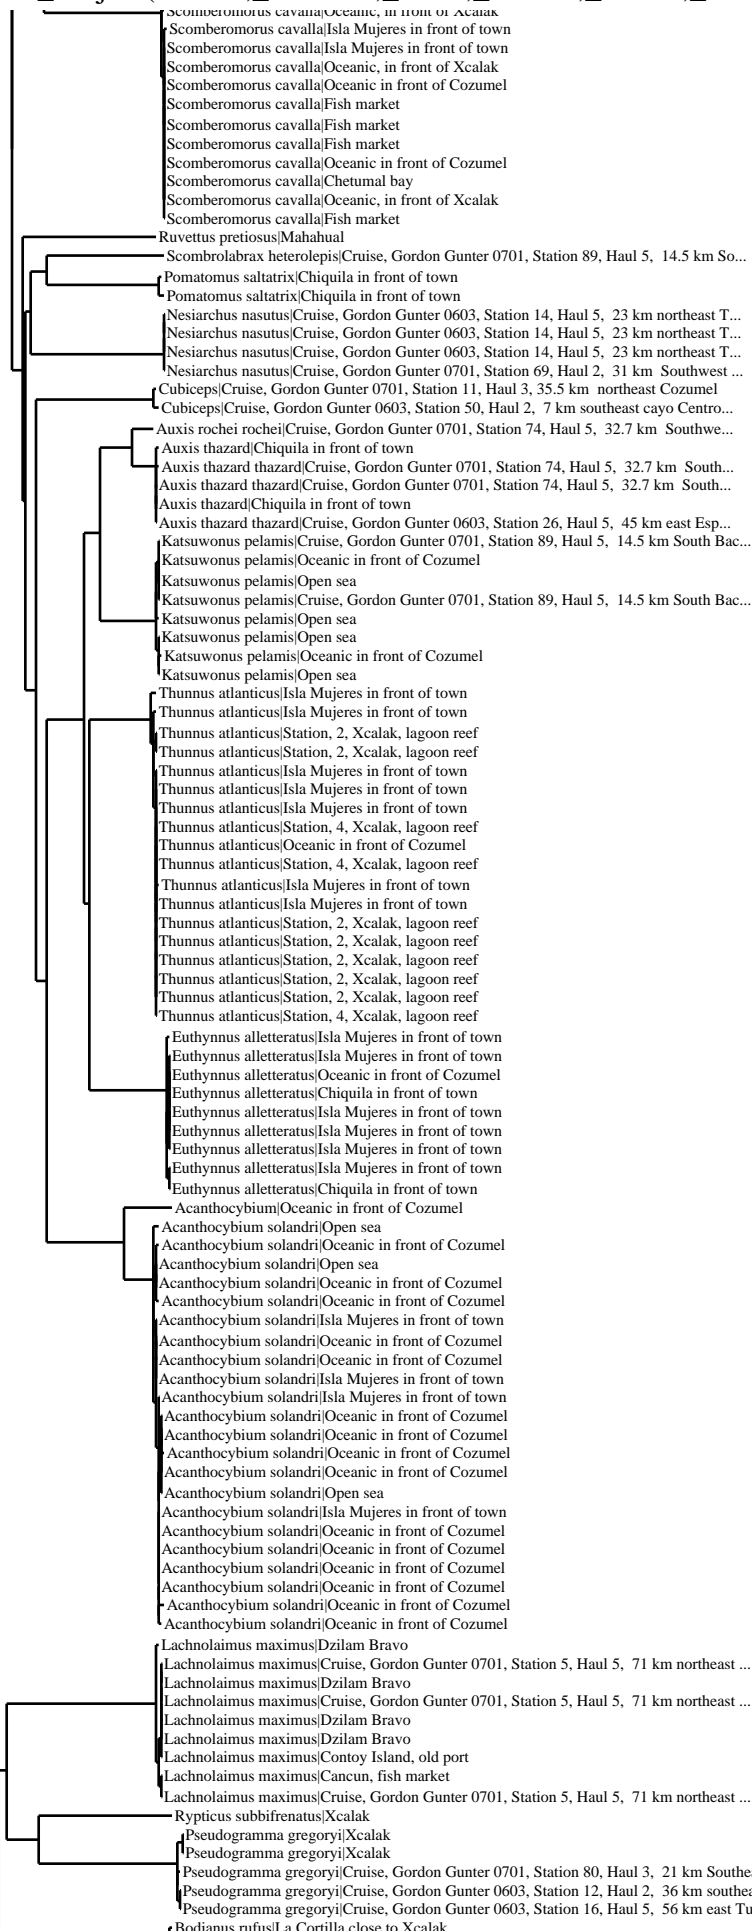 Scomberomorus cavalla|Oceanic, in front of Xcalak
Scomberomorus cavalla|Isla Mujeres in front of town
Scomberomorus cavalla|Isla Mujeres in front of town
Scomberomorus cavalla|Oceanic, in front of Xcalak
Scomberomorus cavalla|Oceanic in front of Cozumel
Scomberomorus cavalla|Fish market
Scomberomorus cavalla|Fish market
Scomberomorus cavalla|Fish market
Scomberomorus cavalla|Oceanic in front of Cozumel
Scomberomorus cavalla|Chetumal bay
Scomberomorus cavalla|Oceanic, in front of Xcalak
Scomberomorus cavalla|Fish market
Ruvettus pretiosus|Mahahual
Scombrolabrax heterolepis|Cruise, Gordon Gunter 0701, Station 89, Haul 5,  14.5 km So...
Pomatomus saltatrix|Chiquila in front of town
Pomatomus saltatrix|Chiquila in front of town
Nesiarchus nasutus|Cruise, Gordon Gunter 0603, Station 14, Haul 5,  23 km northeast T...
Nesiarchus nasutus|Cruise, Gordon Gunter 0603, Station 14, Haul 5,  23 km northeast T...
Nesiarchus nasutus|Cruise, Gordon Gunter 0603, Station 14, Haul 5,  23 km northeast T...
Nesiarchus nasutus|Cruise, Gordon Gunter 0701, Station 69, Haul 2,  31 km  Southwest ...
Cubiceps|Cruise, Gordon Gunter 0701, Station 11, Haul 3, 35.5 km  northeast Cozumel
Cubiceps|Cruise, Gordon Gunter 0603, Station 50, Haul 2,  7 km southeast cayo Centro...
Auxis rochei rochei|Cruise, Gordon Gunter 0701, Station 74, Haul 5,  32.7 km  Southwe...
Auxis thazard|Chiquila in front of town
Auxis thazard thazard|Cruise, Gordon Gunter 0701, Station 74, Haul 5,  32.7 km  South...
Auxis thazard thazard|Cruise, Gordon Gunter 0701, Station 74, Haul 5,  32.7 km  South...
Auxis thazard|Chiquila in front of town
Auxis thazard thazard|Cruise, Gordon Gunter 0603, Station 26, Haul 5,  45 km east Esp...
Katsuwonus pelamis|Cruise, Gordon Gunter 0701, Station 89, Haul 5,  14.5 km South Bac...
Katsuwonus pelamis|Oceanic in front of Cozumel
Katsuwonus pelamis|Open sea
Katsuwonus pelamis|Cruise, Gordon Gunter 0701, Station 89, Haul 5,  14.5 km South Bac...
Katsuwonus pelamis|Open sea
Katsuwonus pelamis|Open sea
Katsuwonus pelamis|Oceanic in front of Cozumel
Katsuwonus pelamis|Open sea
Thunnus atlanticus|Isla Mujeres in front of town
Thunnus atlanticus|Isla Mujeres in front of town
Thunnus atlanticus|Station, 2, Xcalak, lagoon reef
Thunnus atlanticus|Station, 2, Xcalak, lagoon reef
Thunnus atlanticus|Isla Mujeres in front of town
Thunnus atlanticus|Isla Mujeres in front of town
Thunnus atlanticus|Isla Mujeres in front of town
Thunnus atlanticus|Station, 4, Xcalak, lagoon reef
Thunnus atlanticus|Oceanic in front of Cozumel
Thunnus atlanticus|Station, 4, Xcalak, lagoon reef
Thunnus atlanticus|Isla Mujeres in front of town
Thunnus atlanticus|Isla Mujeres in front of town
Thunnus atlanticus|Station, 2, Xcalak, lagoon reef
Thunnus atlanticus|Station, 2, Xcalak, lagoon reef
Thunnus atlanticus|Station, 2, Xcalak, lagoon reef
Thunnus atlanticus|Station, 2, Xcalak, lagoon reef
Thunnus atlanticus|Station, 2, Xcalak, lagoon reef
Thunnus atlanticus|Station, 4, Xcalak, lagoon reef
Euthynnus alletteratus|Isla Mujeres in front of town
Euthynnus alletteratus|Isla Mujeres in front of town
Euthynnus alletteratus|Oceanic in front of Cozumel
Euthynnus alletteratus|Chiquila in front of town
Euthynnus alletteratus|Isla Mujeres in front of town
Euthynnus alletteratus|Isla Mujeres in front of town
Euthynnus alletteratus|Isla Mujeres in front of town
Euthynnus alletteratus|Isla Mujeres in front of town
Euthynnus alletteratus|Chiquila in front of town
Acanthocybium|Oceanic in front of Cozumel
Acanthocybium solandri|Open sea
Acanthocybium solandri|Oceanic in front of Cozumel
Acanthocybium solandri|Open sea
Acanthocybium solandri|Oceanic in front of Cozumel
Acanthocybium solandri|Oceanic in front of Cozumel
Acanthocybium solandri|Isla Mujeres in front of town
Acanthocybium solandri|Oceanic in front of Cozumel
Acanthocybium solandri|Oceanic in front of Cozumel
Acanthocybium solandri|Isla Mujeres in front of town
Acanthocybium solandri|Isla Mujeres in front of town
Acanthocybium solandri|Oceanic in front of Cozumel
Acanthocybium solandri|Oceanic in front of Cozumel
Acanthocybium solandri|Oceanic in front of Cozumel
Acanthocybium solandri|Oceanic in front of Cozumel
Acanthocybium solandri|Open sea
Acanthocybium solandri|Isla Mujeres in front of town
Acanthocybium solandri|Oceanic in front of Cozumel
Acanthocybium solandri|Oceanic in front of Cozumel
Acanthocybium solandri|Oceanic in front of Cozumel
Acanthocybium solandri|Oceanic in front of Cozumel
Acanthocybium solandri|Oceanic in front of Cozumel
Acanthocybium solandri|Oceanic in front of Cozumel
Lachnolaimus maximus|Dzilam Bravo
Lachnolaimus maximus|Cruise, Gordon Gunter 0701, Station 5, Haul 5,  71 km northeast ...
Lachnolaimus maximus|Dzilam Bravo
Lachnolaimus maximus|Cruise, Gordon Gunter 0701, Station 5, Haul 5,  71 km northeast ...
Lachnolaimus maximus|Dzilam Bravo
Lachnolaimus maximus|Dzilam Bravo
Lachnolaimus maximus|Contoy Island, old port
Lachnolaimus maximus|Cancun, fish market
Lachnolaimus maximus|Cruise, Gordon Gunter 0701, Station 5, Haul 5,  71 km northeast ...
Rypticus subbifrenatus|Xcalak
Pseudogramma gregoryi|Xcalak
Pseudogramma gregoryi|Xcalak
Pseudogramma gregoryi|Cruise, Gordon Gunter 0701, Station 80, Haul 3,  21 km Southe
Pseudogramma gregoryi|Cruise, Gordon Gunter 0603, Station 12, Haul 2,  36 km southea
Pseudogramma gregoryi|Cruise, Gordon Gunter 0603, Station 16, Haul 5,  56 km east Tu
Bodianus rufus|La Cortilla close to Xcalak